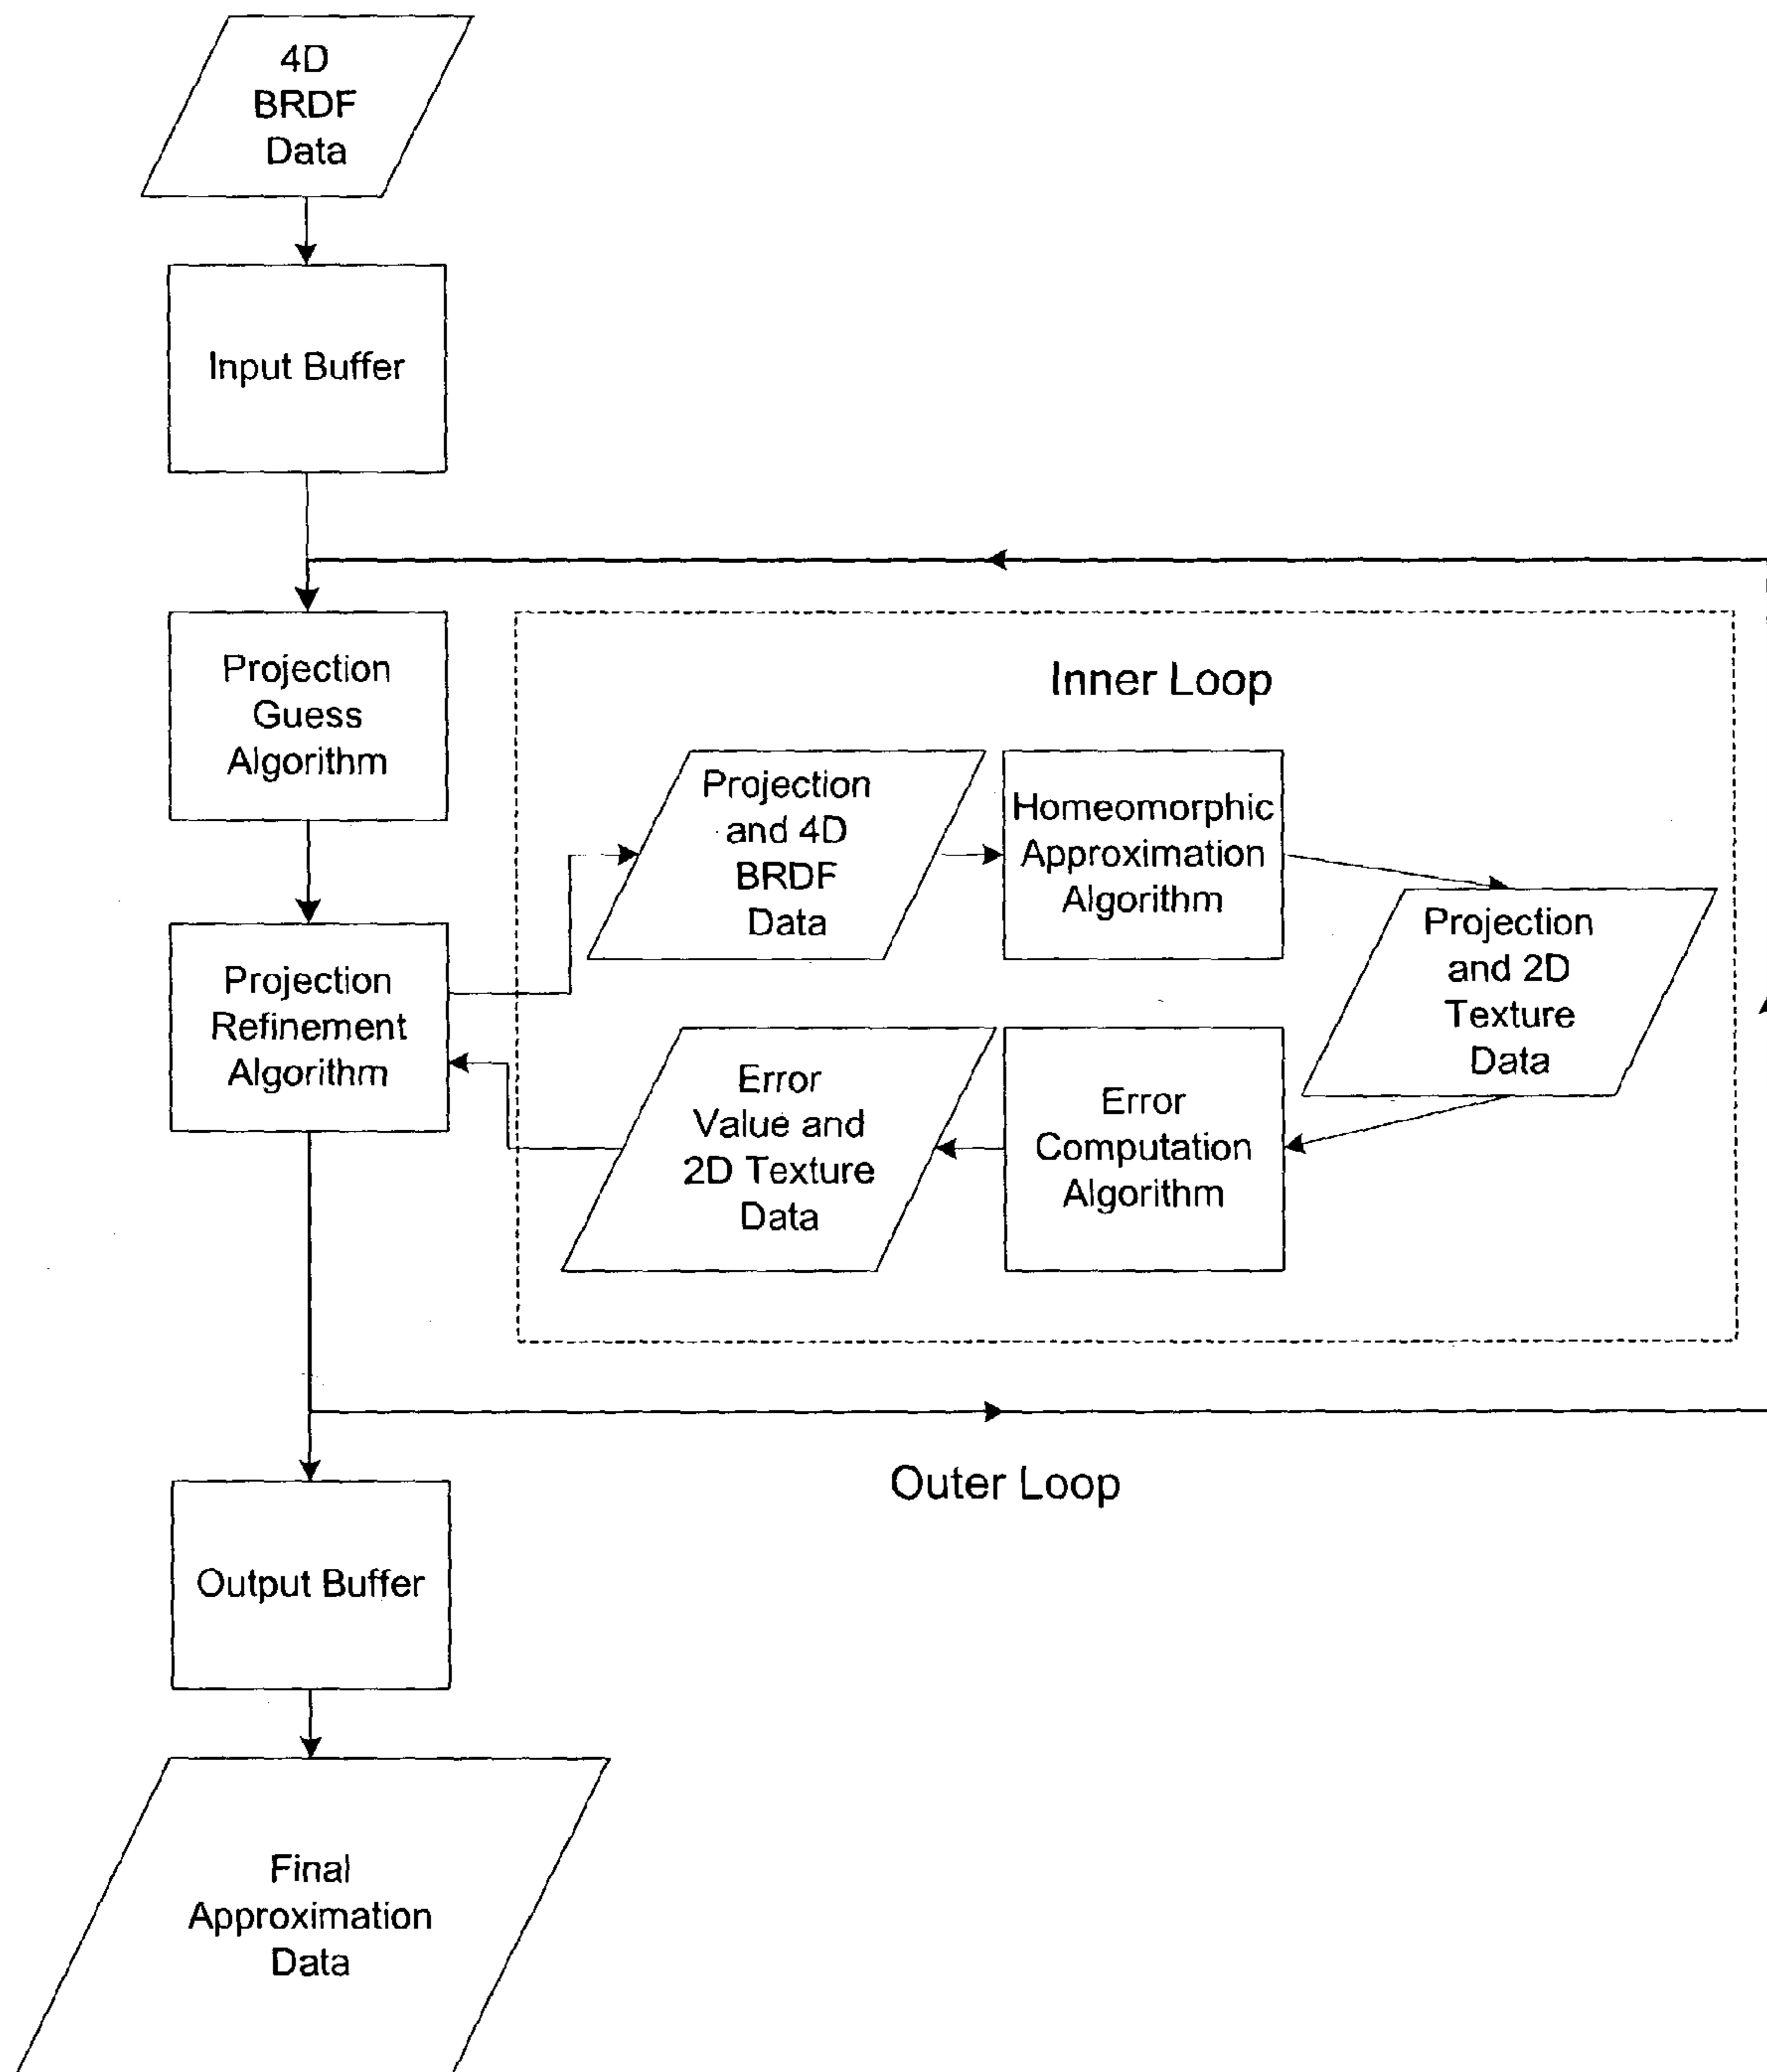 4D
BRDF
Data
Input Buffer
Projection
Guess
Algorithm
Inner Loop
Projection
and 4D
BRDF
Data
Homeomorphic
Approximation
Algorithm
Projection
and 2D
Texture
Data
Projection
Refinement
Algorithm
Error
Value and
2D Texture
Data
Error
Computation
Algorithm
Outer Loop
Output Buffer
Final
Approximation
Data